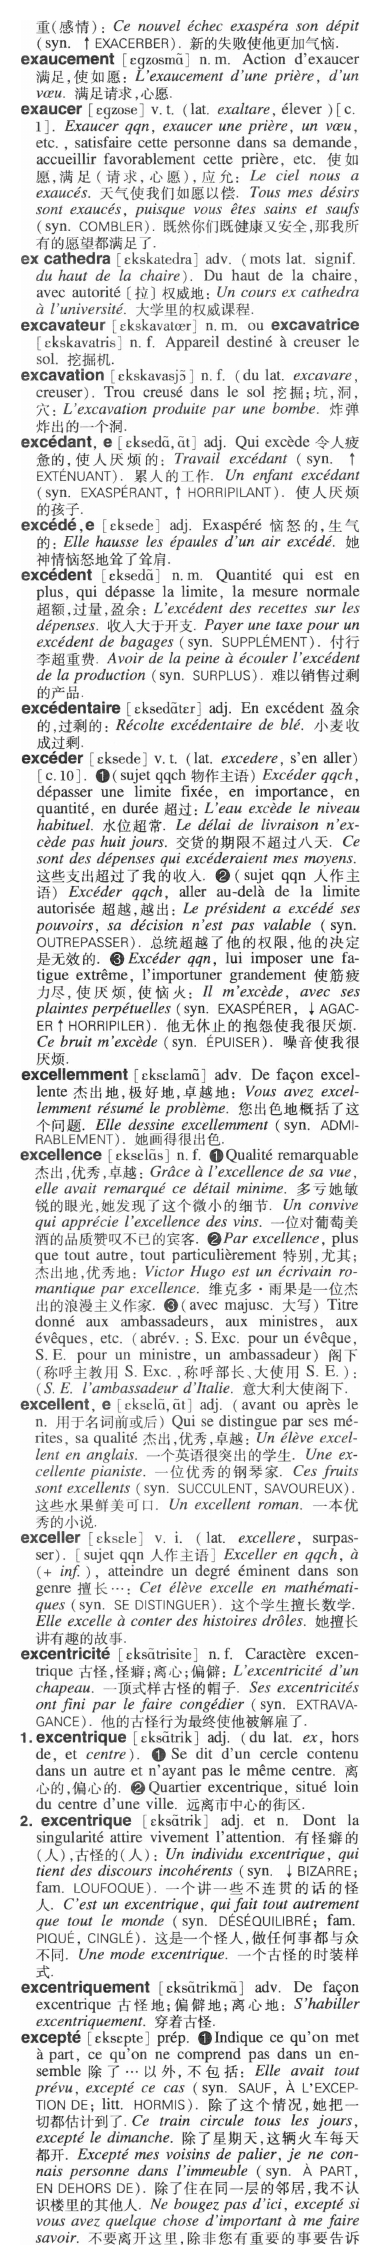 重(感情): Ce nouvel échec exaspéra son dépit
(syn. ↑ EXACERBER). 新的失败使他更加气恼.
exaucement [ɛgzosmɑ̃] n. m. Action d'exaucer
满足,使如愿: L'exaucement d'une prière, d'un
vœu. 满足请求,心愿.
exaucer [ɛgzose] v. t. (lat. exaltare, élever)[c.
1]. Exaucer qqn, exaucer une prière, un vœu,
etc., satisfaire cette personne dans sa demande,
accueillir favorablement cette prière, etc. 使如
愿,满足(请求,心愿),应允: Le ciel nous a
exaucés. 天气使我们如愿以偿. Tous mes désirs
sont exaucés, puisque vous êtes sains et saufs
(syn. COMBLER). 既然你们既健康又安全,那我所
有的愿望都满足了.
ex cathedra [ɛkskatedra] adv. (mots lat. signif.
du haut de la chaire). Du haut de la chaire,
avec autorité [拉] 权威地: Un cours ex cathedra
à l'université. 大学里的权威课程.
excavateur [ɛkskavatœr] n. m. ou excavatrice
[ɛkskavatris] n. f. Appareil destiné à creuser le
sol. 挖掘机.
excavation [ɛkskavasjɔ̃] n. f. (du lat. excavare,
creuser). Trou creusé dans le sol 挖掘;坑,洞,
穴: L'excavation produite par une bombe. 炸弹
炸出的一个洞.
excédant, e [ɛksedɑ̃, ɑ̃t] adj. Qui excède 令人疲
惫的,使人厌烦的: Travail excédant (syn. ↑
EXTÉNUANT). 累人的工作. Un enfant excédant
(syn. EXASPÉRANT, ↑ HORRIPILANT). 使人厌烦
的孩子.
excédé,e [ɛksede] adj. Exaspéré 恼怒的,生气
的: Elle hausse les épaules d'un air excédé. 她
神情恼怒地耸了耸肩.
excédent [ɛksedɑ̃] n. m. Quantité qui est en
plus, qui dépasse la limite, la mesure normale
超额,过量,盈余: L'excédent des recettes sur les
dépenses. 收入大于开支. Payer une taxe pour un
excédent de bagages (syn. SUPPLÉMENT). 付行
李超重费. Avoir de la peine à écouler l'excédent
de la production (syn. SURPLUS). 难以销售过剩
的产品.
excédentaire [ɛksedɑ̃tɛr] adj. En excédent 盈余
的,过剩的: Récolte excédentaire de blé. 小麦收
成过剩.
excéder [ɛksede] v. t. (lat. excedere, s'en aller)
[c. 10]. ❶(sujet qqch 物作主语) Excéder qqch,
dépasser une limite fixée, en importance, en
quantité, en durée 超过: L'eau excède le niveau
habituel. 水位超常. Le délai de livraison n'ex-
cède pas huit jours. 交货的期限不超过八天. Ce
sont des dépenses qui excéderaient mes moyens.
这些支出超过了我的收入. ❷(sujet qqn 人作主
语) Excéder qqch, aller au-delà de la limite
autorisée 超越,越出: Le président a excédé ses
pouvoirs, sa décision n'est pas valable (syn.
OUTREPASSER). 总统超越了他的权限,他的决定
是无效的. ❸Excéder qqn, lui imposer une fa-
tigue extrême, l'importuner grandement 使筋疲
力尽,使厌烦,使恼火: Il m'excède, avec ses
plaintes perpétuelles (syn. EXASPÉRER, ↓AGAC-
ER ↑ HORRIPILER). 他无休止的抱怨使我很厌烦.
Ce bruit m'excède (syn. ÉPUISER). 噪音使我很
厌烦.
excellemment [ɛksɛlamɑ̃] adv. De façon excel-
lente 杰出地,极好地,卓越地: Vous avez excel-
lemment résumé le problème. 您出色地概括了这
个问题. Elle dessine excellemment (syn. ADMI-
RABLEMENT). 她画得很出色.
excellence [ɛksɛlɑ̃s] n. f. ❶Qualité remarquable
杰出,优秀,卓越: Grâce à l'excellence de sa vue,
elle avait remarqué ce détail minime. 多亏她敏
锐的眼光,她发现了这个微小的细节. Un convive
qui apprécie l'excellence des vins. 一位对葡萄美
酒的品质赞叹不已的宾客. ❷Par excellence, plus
que tout autre, tout particulièrement 特别,尤其;
杰出地,优秀地: Victor Hugo est un écrivain ro-
mantique par excellence. 维克多·雨果是一位杰
出的浪漫主义作家. ❸(avec majusc. 大写) Titre
donné aux ambassadeurs, aux ministres, aux
évêques, etc. (abrév. : S. Exc. pour un évêque,
S. E. pour un ministre, un ambassadeur) 阁下
(称呼主教用 S. Exc. ,称呼部长、大使用 S. E. ):
(S. E. l'ambassadeur d'Italie. 意大利大使阁下.
excellent, e [ɛksɛlɑ̃, ɑ̃t] adj. (avant ou après le
n. 用于名词前或后) Qui se distingue par ses mé-
rites, sa qualité 杰出,优秀,卓越: Un élève excel-
lent en anglais. 一个英语很突出的学生. Une ex-
cellente pianiste. 一位优秀的钢琴家. Ces fruits
sont excellents (syn. SUCCULENT, SAVOUREUX).
这些水果鲜美可口. Un excellent roman. 一本优
秀的小说.
exceller [ɛksɛle] v. i. (lat. excellere, surpas-
ser). [sujet qqn 人作主语] Exceller en qqch, à
(+ inf.), atteindre un degré éminent dans son
genre 擅长…: Cet élève excelle en mathémati-
ques (syn. SE DISTINGUER). 这个学生擅长数学.
Elle excelle à conter des histoires drôles. 她擅长
讲有趣的故事.
excentricité [ɛksɑ̃trisite] n. f. Caractère excen-
trique 古怪,怪癖;离心;偏僻: L'excentricité d'un
chapeau. 一顶式样古怪的帽子. Ses excentricités
ont fini par le faire congédier (syn. EXTRAVA-
GANCE). 他的古怪行为最终使他被解雇了.
1. excentrique [ɛksɑ̃trik] adj. (du lat. ex, hors
de, et centre). ❶ Se dit d'un cercle contenu
dans un autre et n'ayant pas le même centre. 离
心的,偏心的. ❷Quartier excentrique, situé loin
du centre d'une ville. 远离市中心的街区.
2. excentrique [ɛksɑ̃trik] adj. et n. Dont la
singularité attire vivement l'attention. 有怪癖的
(人),古怪的(人): Un individu excentrique, qui
tient des discours incohérents (syn. ↓BIZARRE;
fam. LOUFOQUE). 一个讲一些不连贯的话的怪
人. C'est un excentrique, qui fait tout autrement
que tout le monde (syn. DÉSÉQUILIBRÉ; fam.
PIQUÉ, CINGLÉ). 这是一个怪人,做任何事都与众
不同. Une mode excentrique. 一个古怪的时装样
式.
excentriquement [ɛksɑ̃trikmɑ̃] adv. De façon
excentrique 古怪地;偏僻地;离心地: S'habiller
excentriquement. 穿着古怪.
excepté [ɛksɛpte] prép. ❶Indique ce qu'on met
à part, ce qu'on ne comprend pas dans un en-
semble 除了…以外,不包括: Elle avait tout
prévu, excepté ce cas (syn. SAUF, À L'EXCEP-
TION DE; litt. HORMIS). 除了这个情况,她把一
切都估计到了. Ce train circule tous les jours,
excepté le dimanche. 除了星期天,这辆火车每天
都开. Excepté mes voisins de palier, je ne con-
nais personne dans l'immeuble (syn. À PART,
EN DEHORS DE). 除了住在同一层的邻居,我不认
识楼里的其他人. Ne bougez pas d'ici, excepté si
vous avez quelque chose d'important à me faire
savoir. 不要离开这里,除非您有重要的事要告诉